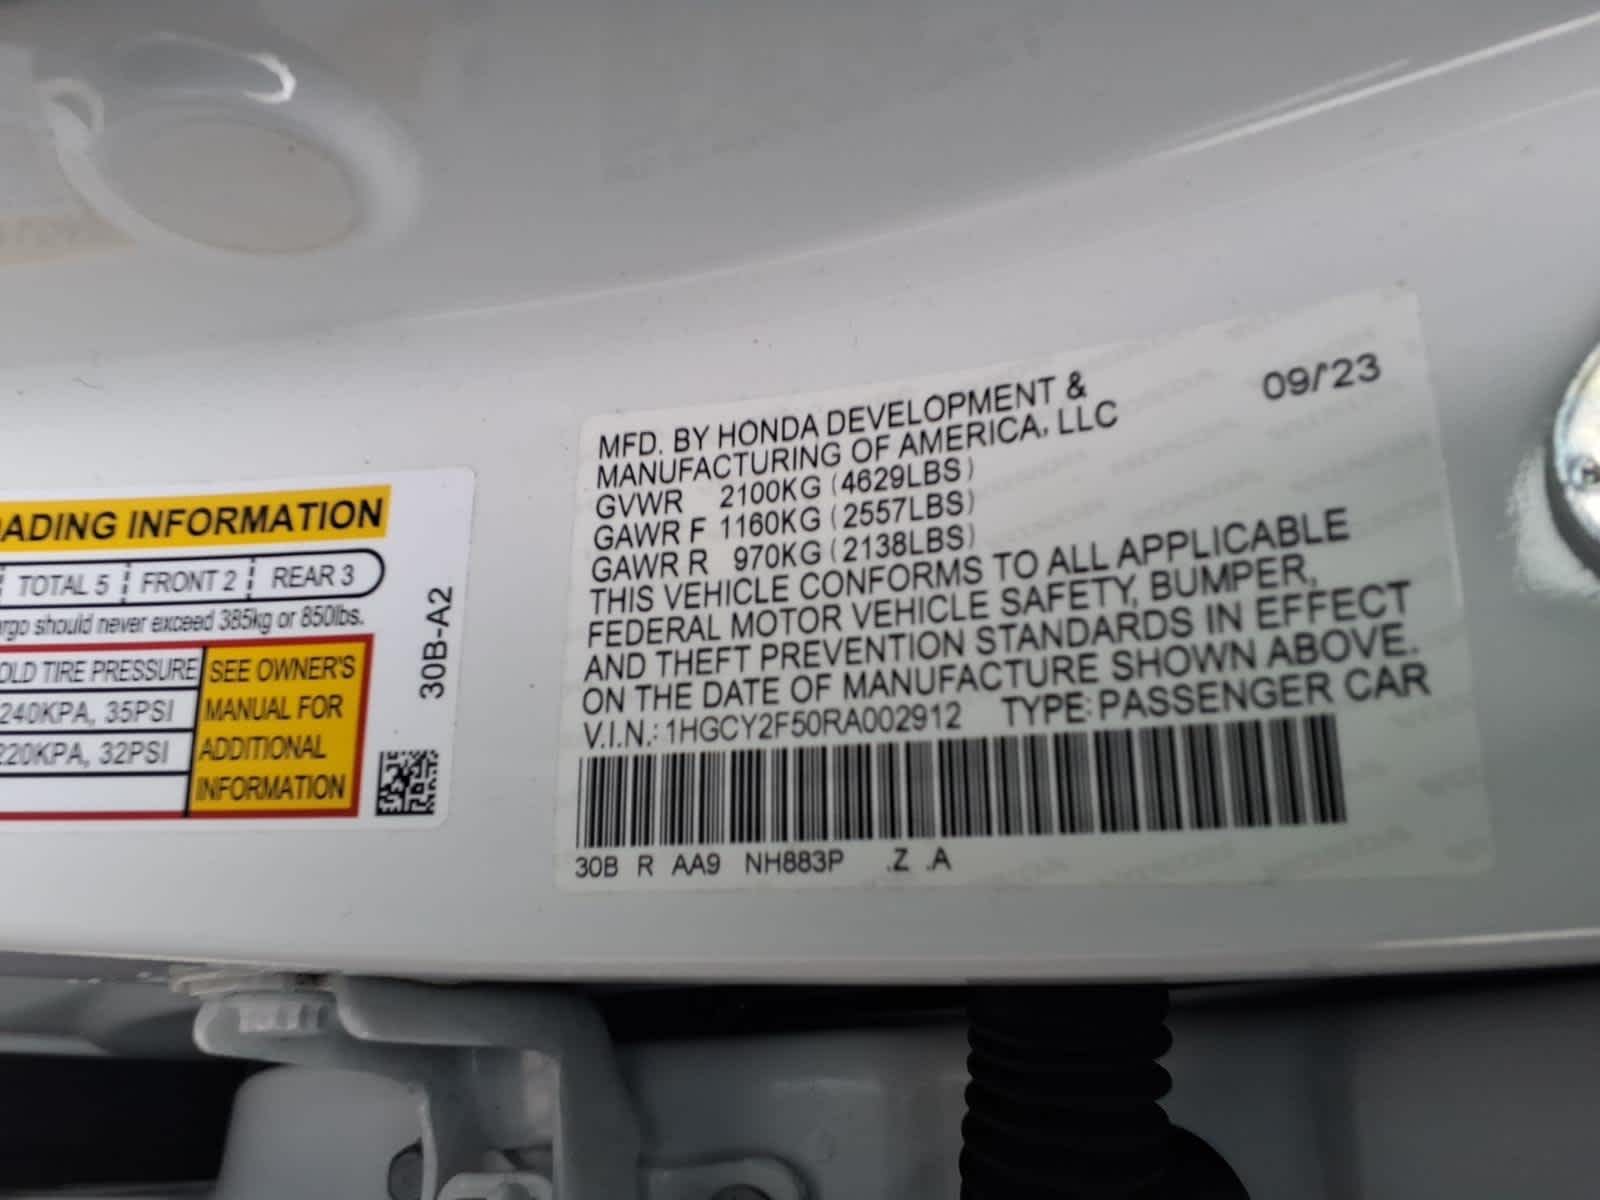 ADING INFORMATION
TOTAL 5 FRONT 2 REAR 3
should never exceed 385kg or 850lbs.
OLD TIRE PRESSURE
240KPA, 35PSI
220KPA, 32PSI
SEE OWNER'S
MANUAL FOR
ADDITIONAL
INFORMATION
30B-A2
MFD. BY HONDA DEVELOPMENT &
MANUFACTURING OF AMERICA, LLC
09/'23
GVWR 2100KG (4629LBS)
GAWR F 1160KG (2557LBS)
GAWR R 970KG (2138LBS)
THIS VEHICLE CONFORMS TO ALL APPLICABLE
FEDERAL MOTOR VEHICLE SAFETY, BUMPER,
AND THEFT PREVENTION STANDARDS IN EFFECT
ON THE DATE OF MANUFACTURE SHOWN ABOVE.
V.I.N.: 1HGCY2F50RA002912 TYPE: PASSENGER CAR
30B R AA9 NH883P .Z .A